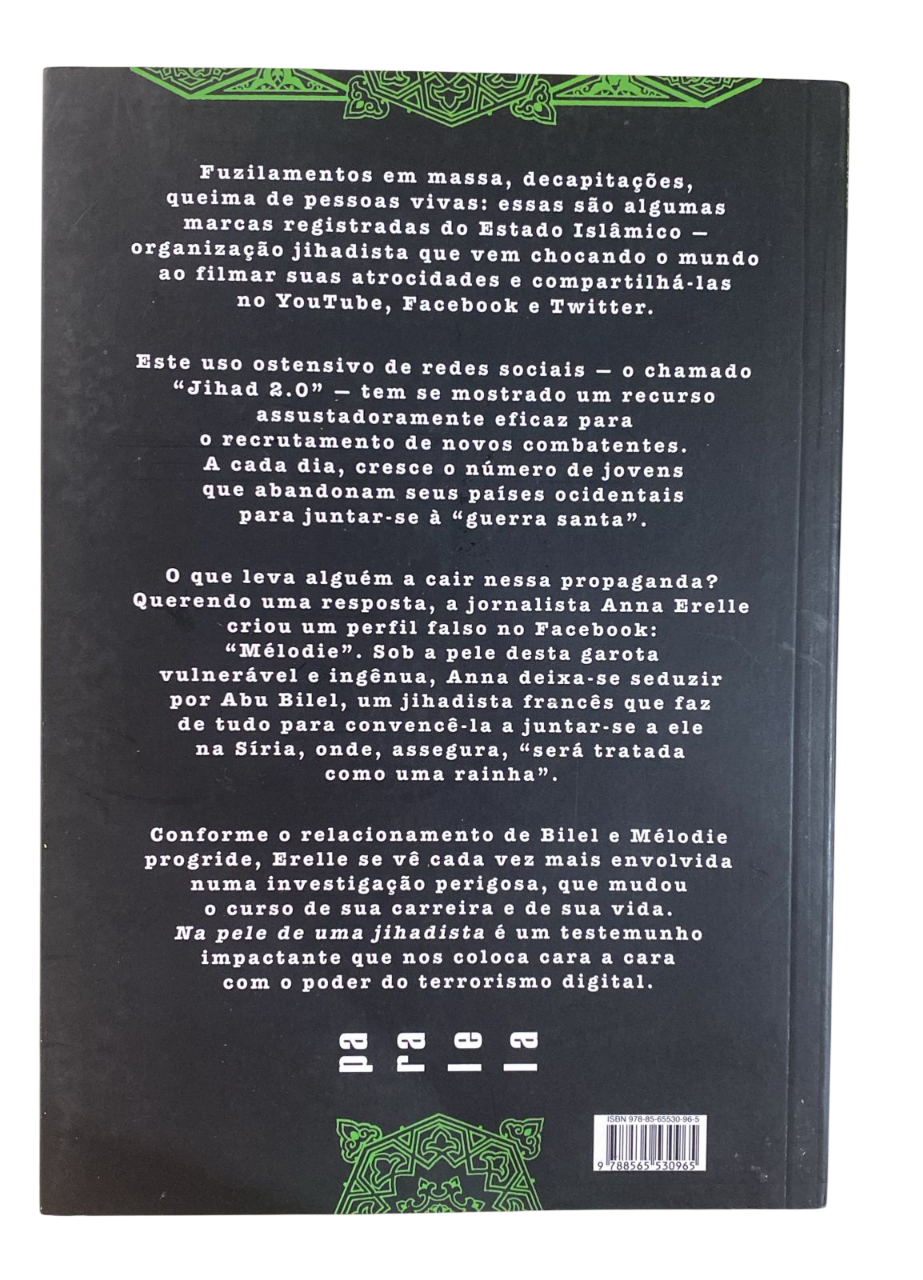 Fuzilamentos em massa, decapitações,
queima de pessoas vivas: essas são algumas
marcas registradas do Estado Islâmico —
organização jihadista que vem chocando o mundo
ao filmar suas atrocidades e compartilhá-las
no YouTube, Facebook e Twitter.
Este uso ostensivo de redes sociais — o chamado
“Jihad 2.0” — tem se mostrado um recurso
assustadoramente eficaz para
o recrutamento de novos combatentes.
A cada dia, cresce o número de jovens
que abandonam seus países ocidentais
para juntar-se à “guerra santa”.
O que leva alguém a cair nessa propaganda?
Querendo uma resposta, a jornalista Anna Erelle
criou um perfil falso no Facebook:
“Mélodie”. Sob a pele desta garota
vulnerável e ingênua, Anna deixa-se seduzir
por Abu Bilel, um jihadista francês que faz
de tudo para convencê-la a juntar-se a ele
na Síria, onde, assegura, “será tratada
como uma rainha”.
Conforme o relacionamento de Bilel e Mélodie
progride, Erelle se vê cada vez mais envolvida
numa investigação perigosa, que mudou
o curso de sua carreira e de sua vida.
Na pele de uma jihadista é um testemunho
impactante que nos coloca cara a cara
com o poder do terrorismo digital.
pa
ra
le
la
ISBN 978-85-65530-96-5
9 788565 530965